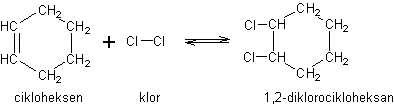 CH₂ CH₂
HC CH₂ + Cl—Cl Cl CH CH₂
HC CH₂ Cl CH CH₂
CH₂ CH₂
cikloheksen klor 1,2-diklorocikloheksan